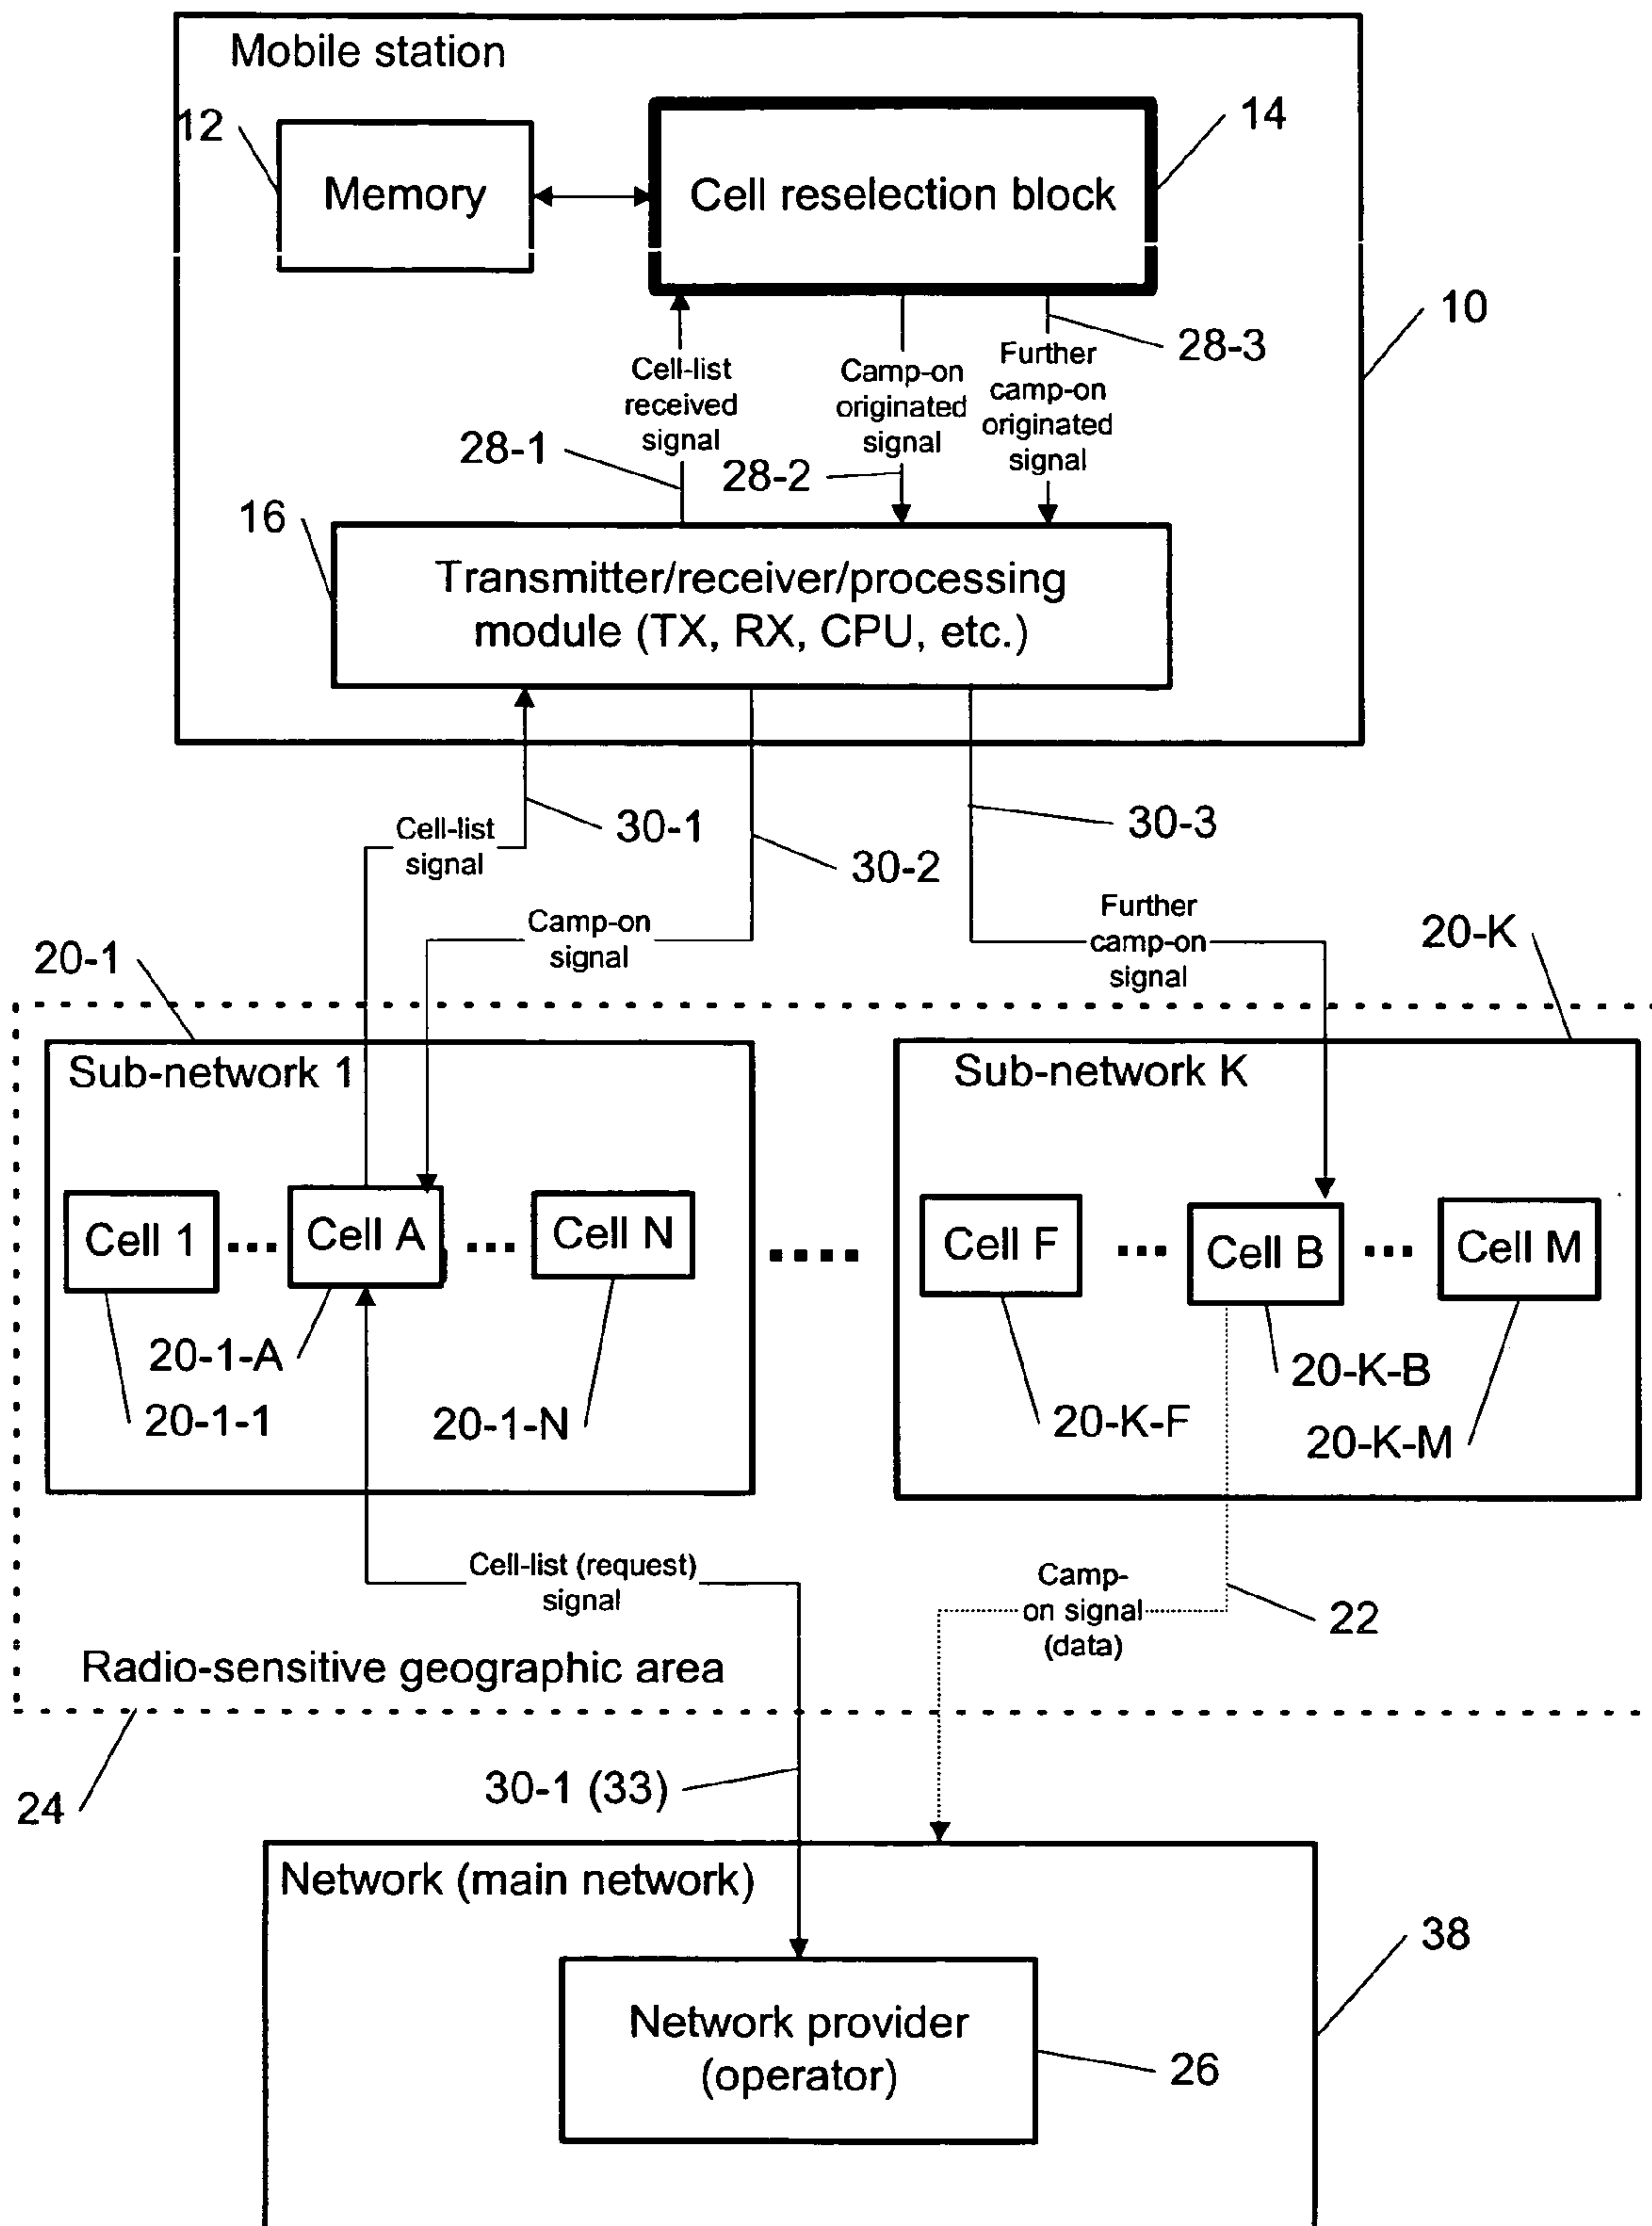 Mobile station
12
14
Memory
Cell reselection block
10
28-3
Cell-list
received
signal
Camp-on
originated
signal
Further
camp-on
originated
signal
28-1
28-2
16
Transmitter/receiver/processing
module (TX, RX, CPU, etc.)
Cell-list
signal
30-1
30-2
30-3
Camp-on
signal
Further
camp-on
signal
20-1
20-K
Sub-network 1
Sub-network K
Cell 1
Cell A
Cell N
Cell F
Cell B
Cell M
20-1-A
20-1-1
20-1-N
20-K-B
20-K-F
20-K-M
Cell-list (request)
signal
Camp-
on signal
(data)
22
Radio-sensitive geographic area
24
30-1 (33)
Network (main network)
38
Network provider
(operator)
26